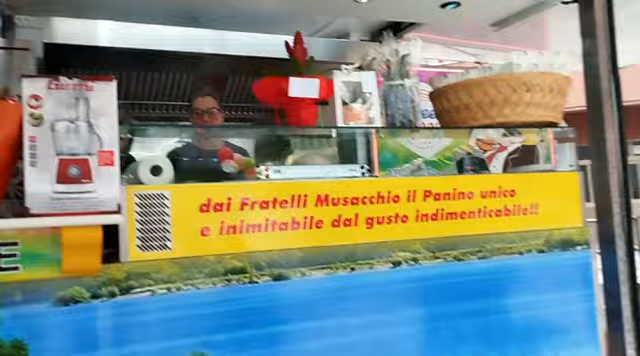 dai Fratelli Musacchio il Panino unico
e inimitabile dal gusto indimenticabile!!
E